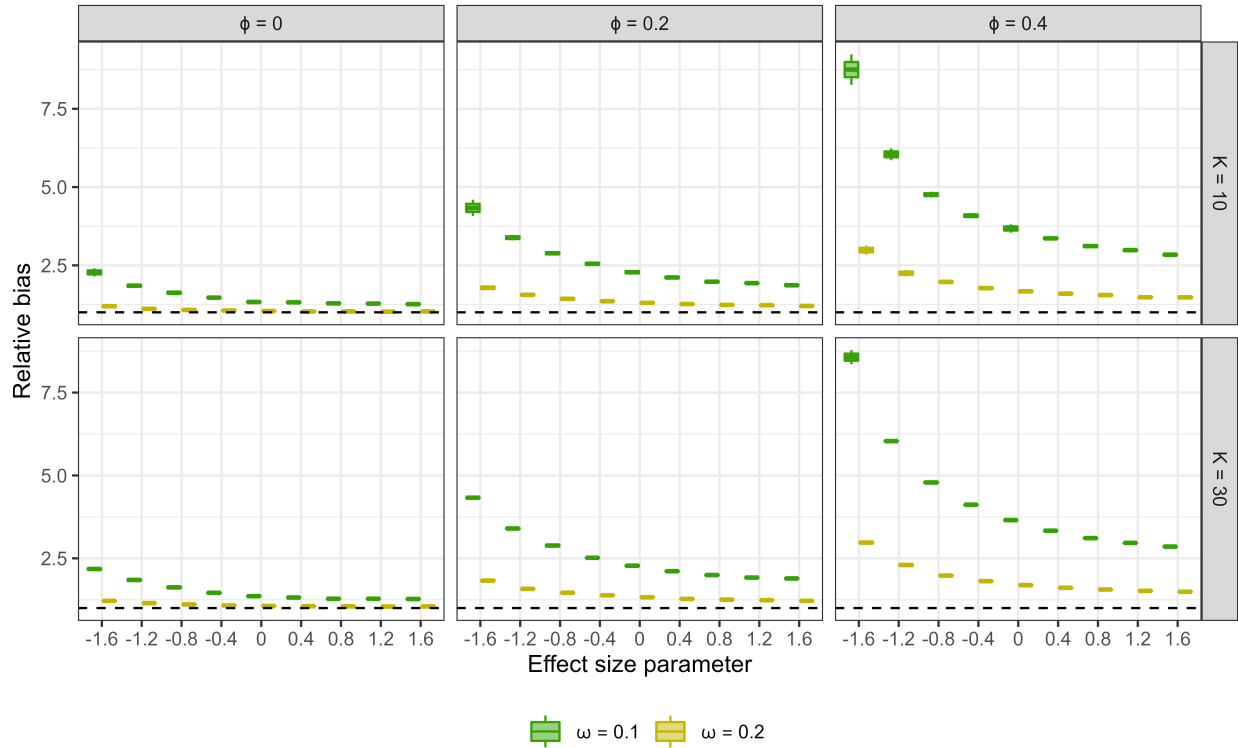 ϕ = 0
ϕ = 0.2
ϕ = 0.4
7.5
5.0
2.5
K = 10
Relative bias
7.5
5.0
2.5
K = 30
-1.6 -1.2 -0.8 -0.4 0 0.4 0.8 1.2 1.6
-1.6 -1.2 -0.8 -0.4 0 0.4 0.8 1.2 1.6
-1.6 -1.2 -0.8 -0.4 0 0.4 0.8 1.2 1.6
Effect size parameter
ω = 0.1
ω = 0.2